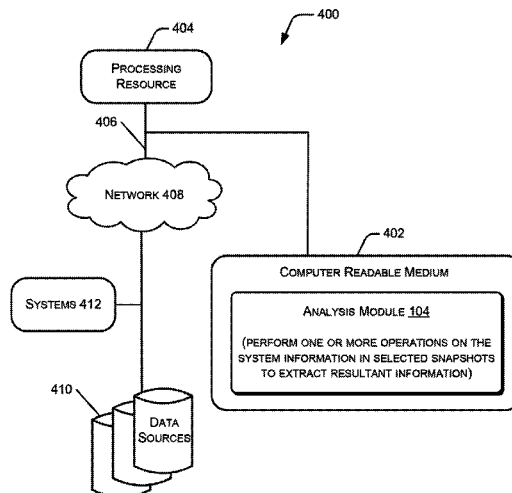 404
400
PROCESSING
RESOURCE
406
NETWORK 408
402
COMPUTER READABLE MEDIUM
SYSTEMS 412
ANALYSIS MODULE 104
(PERFORM ONE OR MORE OPERATIONS ON THE
SYSTEM INFORMATION IN SELECTED SNAPSHOTS
TO EXTRACT RESULTANT INFORMATION)
410
DATA
SOURCES